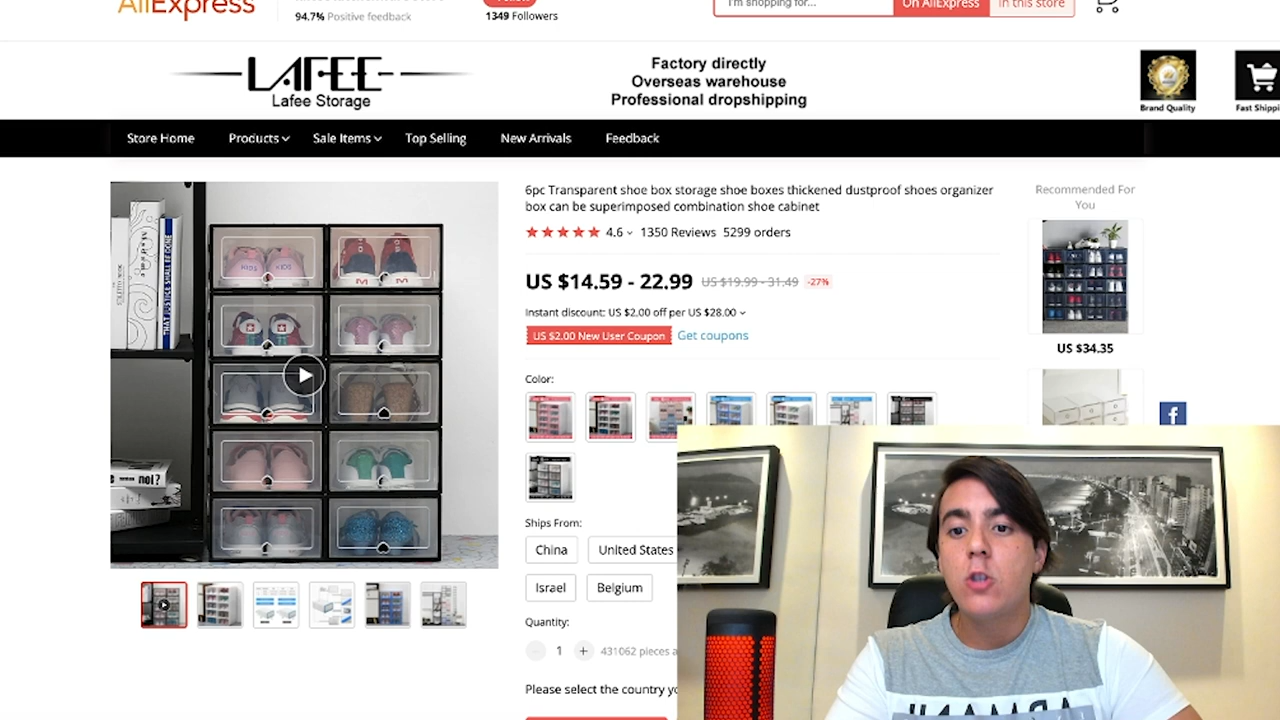 AliExpress
94.7% Positive feedback
1349 Followers
I'm shopping for...
On AliExpress
In this store
LAFEE
Lafee Storage
Factory directly
Overseas warehouse
Professional dropshipping
Brand Quality
Fast Shippi
Store Home
Products
Sale Items
Top Selling
New Arrivals
Feedback
6pc Transparent shoe box storage shoe boxes thickened dustproof shoes organizer
box can be superimposed combination shoe cabinet
4.6
1350 Reviews
5299 orders
US $14.59 - 22.99
US $19.99 - 31.49
-27%
Instant discount: US $2.00 off per US $28.00
US $2.00 New User Coupon
Get coupons
Color:
Ships From:
China
United States
Israel
Belgium
Quantity:
1
431062 pieces a
Please select the country yo
Recommended For
You
US $34.35